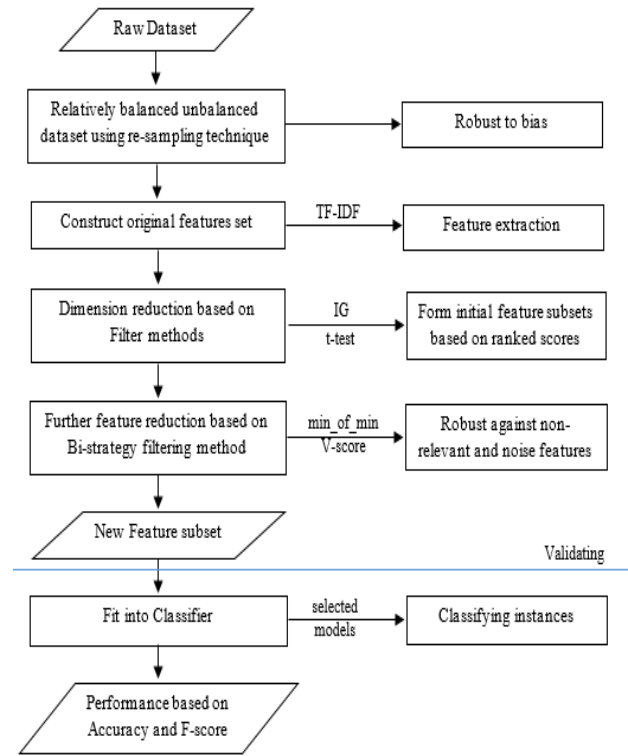 Raw Dataset
Relatively balanced unbalanced
dataset using re-sampling technique
Robust to bias
Construct original features set
TF-IDF
Feature extraction
Dimension reduction based on
Filter methods
IG
t-test
Form initial feature subsets
based on ranked scores
Further feature reduction based on
Bi-strategy filtering method
min_of_min
V-score
Robust against non-
relevant and noise features
New Feature subset
Validating
Fit into Classifier
selected
models
Classifying instances
Performance based on
Accuracy and F-score